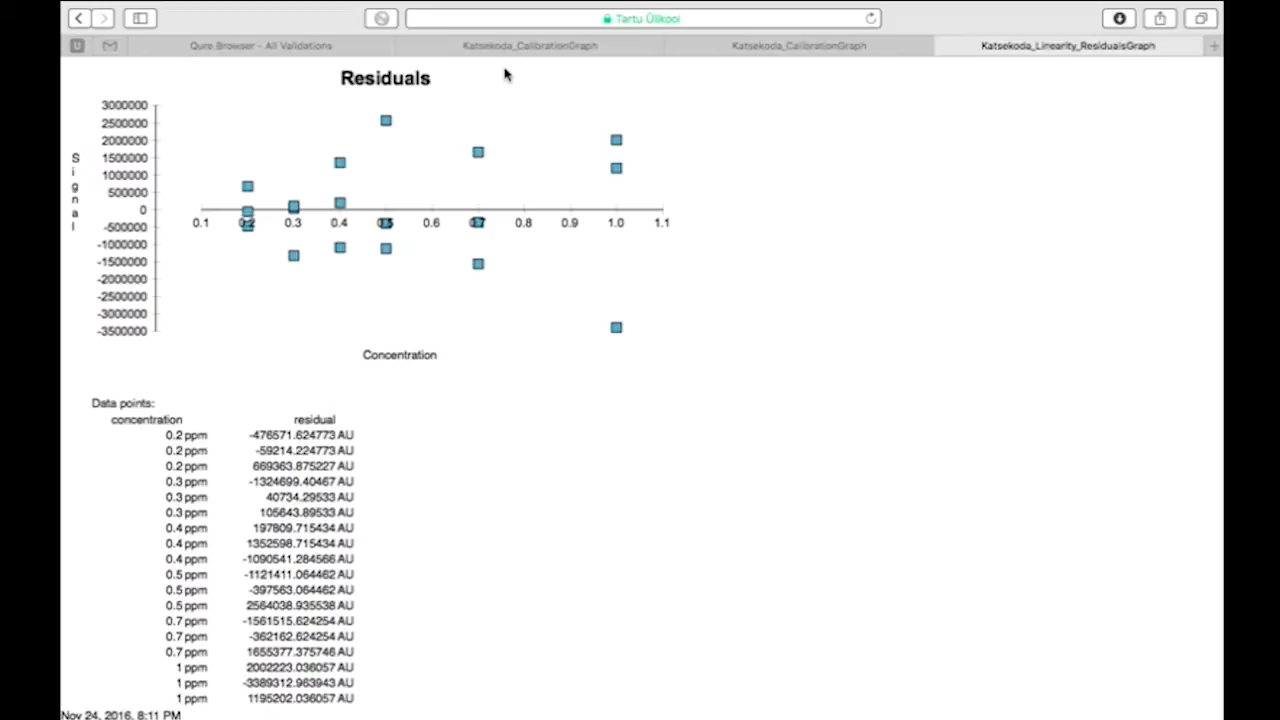 Tartu Ülikool
Qure Browser - All Validations
Katsekoda_CalibrationGraph
Katsekoda_CalibrationGraph
Katsekoda_Linearity_ResidualsGraph
Residuals
Signal
3000000
2500000
2000000
1500000
1000000
500000
0
-500000
-1000000
-1500000
-2000000
-2500000
-3000000
-3500000
0.1 0.2 0.3 0.4 0.5 0.6 0.7 0.8 0.9 1.0 1.1
Concentration
Data points:
concentration residual
0.2 ppm -476571.624773 AU
0.2 ppm -59214.224773 AU
0.2 ppm 669363.875227 AU
0.3 ppm -1324699.40467 AU
0.3 ppm 40734.29533 AU
0.3 ppm 105643.89533 AU
0.4 ppm 197809.715434 AU
0.4 ppm 1352598.715434 AU
0.4 ppm -1090541.284566 AU
0.5 ppm -1121411.064462 AU
0.5 ppm -397563.064462 AU
0.5 ppm 2564038.935538 AU
0.7 ppm -1561515.624254 AU
0.7 ppm -362162.624254 AU
0.7 ppm 1655377.375746 AU
1 ppm 2002223.036057 AU
1 ppm -3389312.963943 AU
1 ppm 1195202.036057 AU
Nov 24, 2016, 8:11 PM